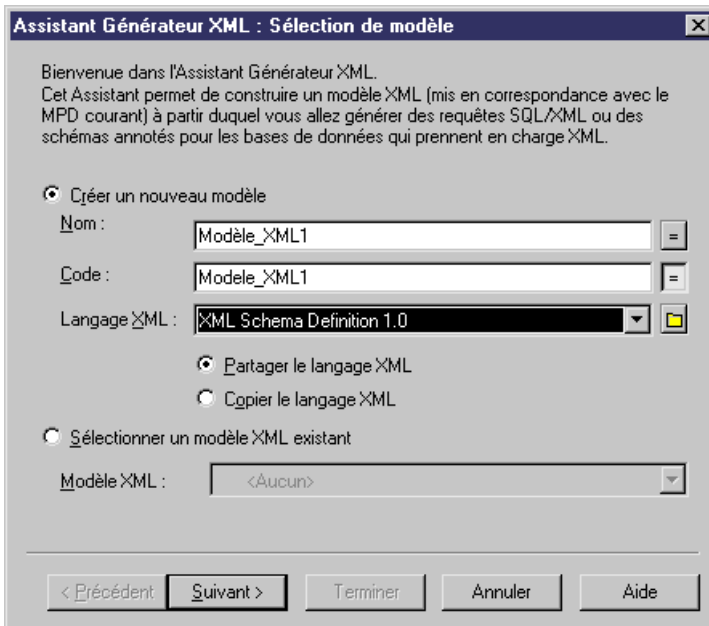 Assistant Générateur XML : Sélection de modèle
Bienvenue dans l'Assistant Générateur XML.
Cet Assistant permet de construire un modèle XML (mis en correspondance avec le
MPD courant) à partir duquel vous allez générer des requêtes SQL/XML ou des
schémas annotés pour les bases de données qui prennent en charge XML.
Créer un nouveau modèle
Nom :
Modèle_XML1
=
Code :
Modele_XML1
=
Langage XML :
XML Schema Definition 1.0
Partager le langage XML
Copier le langage XML
Sélectionner un modèle XML existant
Modèle XML :
<Aucun>
< Précédent
Suivant >
Terminer
Annuler
Aide